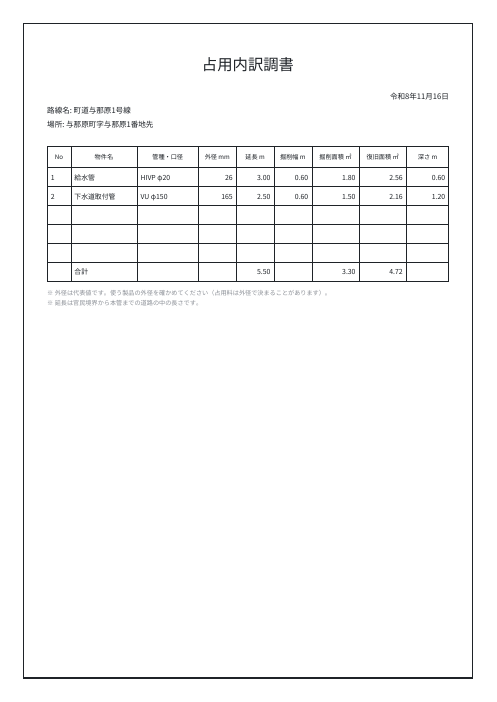 占用内訳調書
令和8年11月16日
路線名: 町道与那原1号線
場所: 与那原町字与那原1番地先
No 物件名 管種・口径 外径 mm 延長 m 掘削幅 m 掘削面積 ㎡ 復旧面積 ㎡ 深さ m
1 給水管 HIVP φ20 26 3.00 0.60 1.80 2.56 0.60
2 下水道取付管 VU φ150 165 2.50 0.60 1.50 2.16 1.20
合計 5.50 3.30 4.72
※ 外径は代表値です。使う製品の外径を確かめてください（占用料は外径で決まることがあります）。
※ 延長は官民境界から本管までの道路の中の長さです。